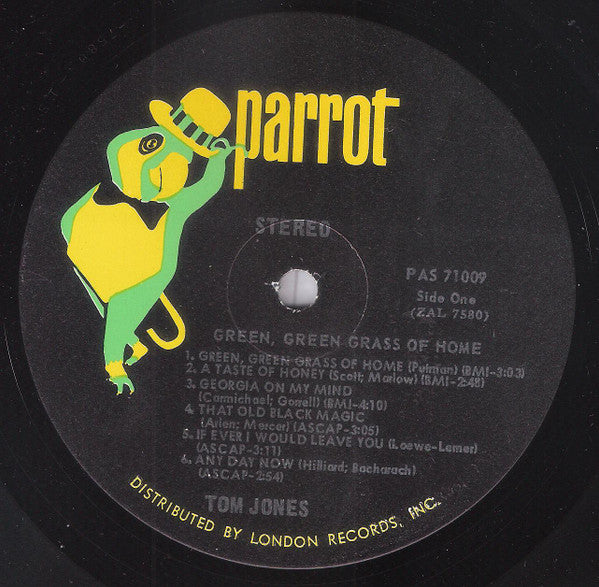 parrot
STEREO
PAS 71009
Side One
(ZAL 7580)
GREEN, GREEN GRASS OF HOME
1. GREEN, GREEN GRASS OF HOME (Putman) (BMI-3:03)
2. A TASTE OF HONEY (Scott; Marlow) (BMI-2:48)
3. GEORGIA ON MY MIND
(Carmichael; Gorrell) (BMI-4:10)
4. THAT OLD BLACK MAGIC
(Arlen; Mercer) (ASCAP-3:05)
5. IF EVER I WOULD LEAVE YOU (Loewe-Lerner)
(ASCAP-3:11)
6. ANY DAY NOW (Hilliard; Bacharach)
(ASCAP-2:54)
TOM JONES
DISTRIBUTED BY LONDON RECORDS, INC.